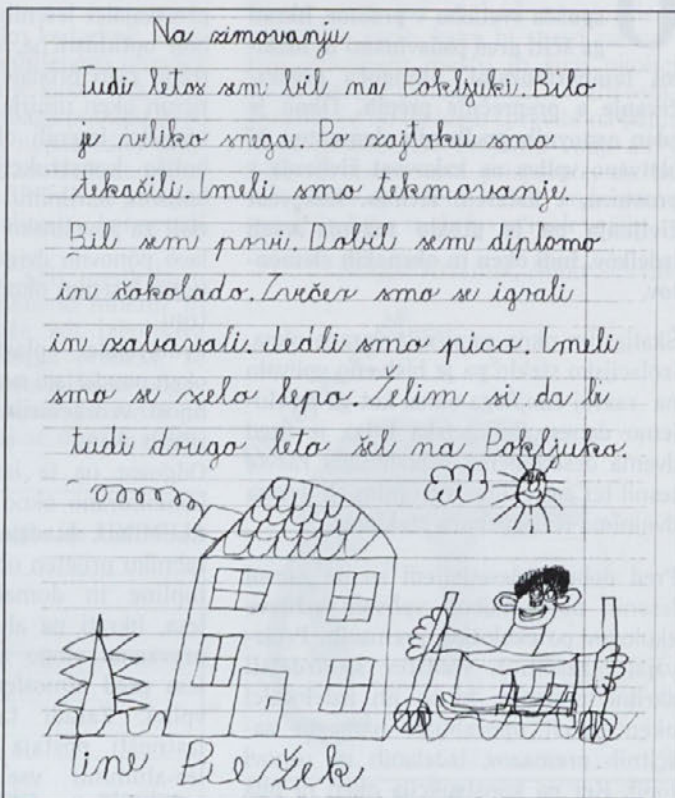 Na zimovanju
Tudi letos sem bil na Pokljuki. Bilo
je veliko snega. Po zajtrku smo
tekačili. Imeli smo tekmovanje.
Bil sem prvi. Dobil sem diplomo
in čokolado. Zvečer smo se igrali
in zabavali. Jedli smo pico. Imeli
smo se zelo lepo. Želim si da bi
tudi drugo leto šel na Pokljuko.
Tine